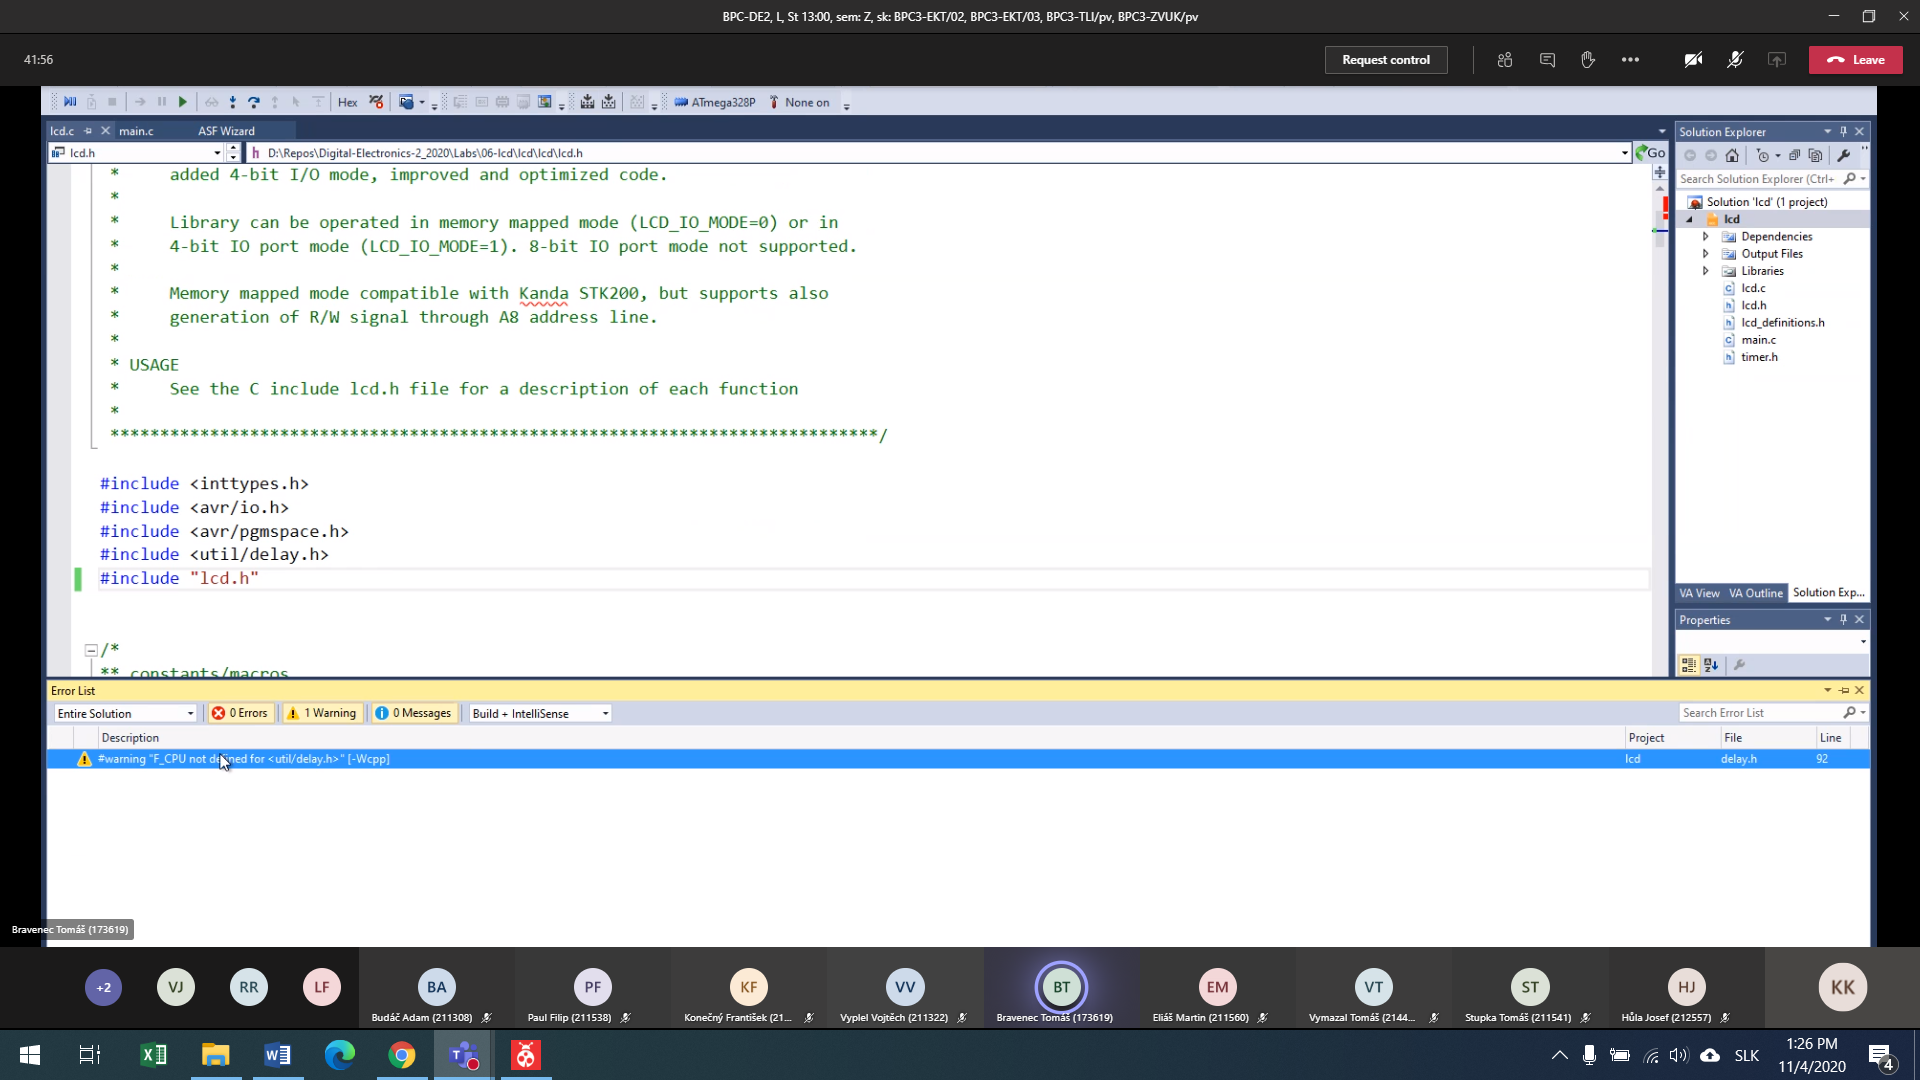 BPC-DE2, L, St 13:00, sem: Z, sk: BPC3-EKT/02, BPC3-EKT/03, BPC3-TLI/pv, BPC3-ZVUK/pv
41:56
Request control
Leave
Hex
ATmega328P
None on
lcd.c
main.c
ASF Wizard
lcd.h
h D:\Repos\Digital-Electronics-2_2020\Labs\06-lcd\lcd\lcd\lcd.h
Go
* added 4-bit I/O mode, improved and optimized code.
*
* Library can be operated in memory mapped mode (LCD_IO_MODE=0) or in
* 4-bit IO port mode (LCD_IO_MODE=1). 8-bit IO port mode not supported.
*
* Memory mapped mode compatible with Kanda STK200, but supports also
* generation of R/W signal through A8 address line.
*
* USAGE
* See the C include lcd.h file for a description of each function
*
*****************************************************************************/
#include <inttypes.h>
#include <avr/io.h>
#include <avr/pgmspace.h>
#include <util/delay.h>
#include "lcd.h"
/*
** constants/macros
Solution Explorer
Search Solution Explorer (Ctrl+
Solution 'lcd' (1 project)
lcd
Dependencies
Output Files
Libraries
lcd.c
lcd.h
lcd_definitions.h
main.c
timer.h
VA View
VA Outline
Solution Exp...
Properties
Error List
Entire Solution
0 Errors
1 Warning
0 Messages
Build + IntelliSense
Search Error List
Description
Project
File
Line
#warning "F_CPU not defined for <util/delay.h>" [-Wcpp]
lcd
delay.h
92
Bravenec Tomáš (173619)
+2
VJ
RR
LF
BA
Budáč Adam (211308)
PF
Paul Filip (211538)
KF
Konečný František (21...
VV
Vyplel Vojtěch (211322)
BT
Bravenec Tomáš (173619)
EM
Eliáš Martin (211560)
VT
Vymazal Tomáš (2144...
ST
Stupka Tomáš (211541)
HJ
Hůla Josef (212557)
KK
SLK
1:26 PM
11/4/2020
4